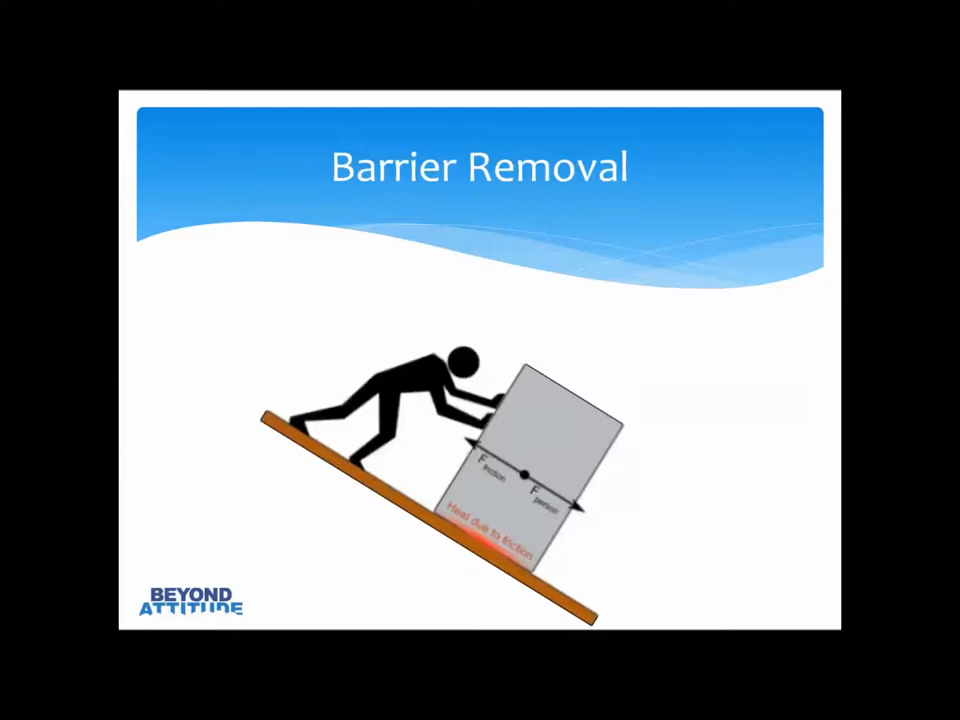 Barrier Removal
F friction
F person
Heat due to friction
BEYOND
ATTITUDE